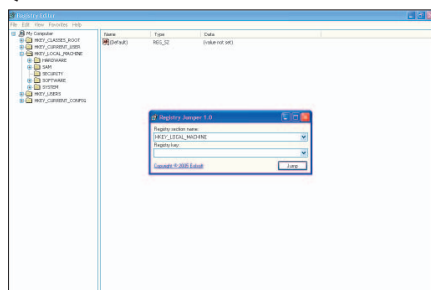 Registry Editor
File Edit View Favorites Help
My Computer
HKEY_CLASSES_ROOT
HKEY_CURRENT_USER
HKEY_LOCAL_MACHINE
HARDWARE
SAM
SECURITY
SOFTWARE
SYSTEM
HKEY_USERS
HKEY_CURRENT_CONFIG
Name Type Data
(Default) REG_SZ (value not set)
Registry Jumper 1.0
Registry section name:
HKEY_LOCAL_MACHINE
Registry key:
Copyright © 2005
Jump